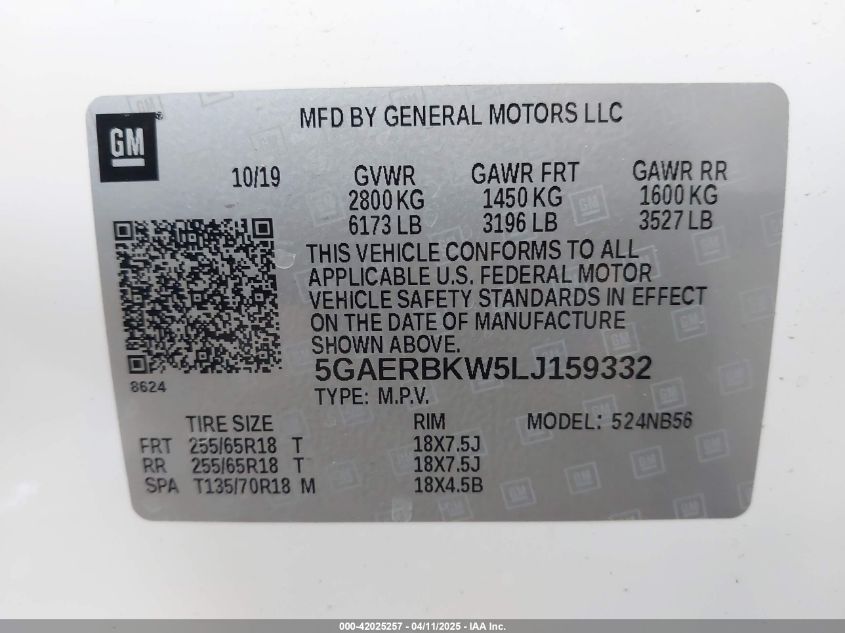 GM
MFD BY GENERAL MOTORS LLC
10/19 GVWR GAWR FRT GAWR RR
2800 KG 1450 KG 1600 KG
6173 LB 3196 LB 3527 LB
THIS VEHICLE CONFORMS TO ALL
APPLICABLE U.S. FEDERAL MOTOR
VEHICLE SAFETY STANDARDS IN EFFECT
ON THE DATE OF MANUFACTURE
SHOWN ABOVE.
5GAERBKW5LJ159332
8624
TYPE: M.P.V.
TIRE SIZE RIM MODEL: 524NB56
FRT 255/65R18 T 18X7.5J
RR 255/65R18 T 18X7.5J
SPA T135/70R18 M 18X4.5B
000-42025257 - 04/11/2025 - IAA Inc.